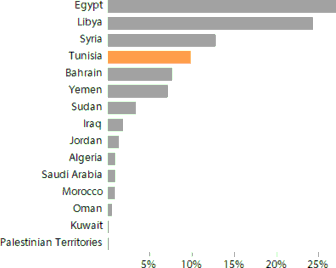 Egypt
Libya
Syria
Tunisia
Bahrain
Yemen
Sudan
Iraq
Jordan
Algeria
Saudi Arabia
Morocco
Oman
Kuwait
Palestinian Territories
5% 10% 15% 20% 25%